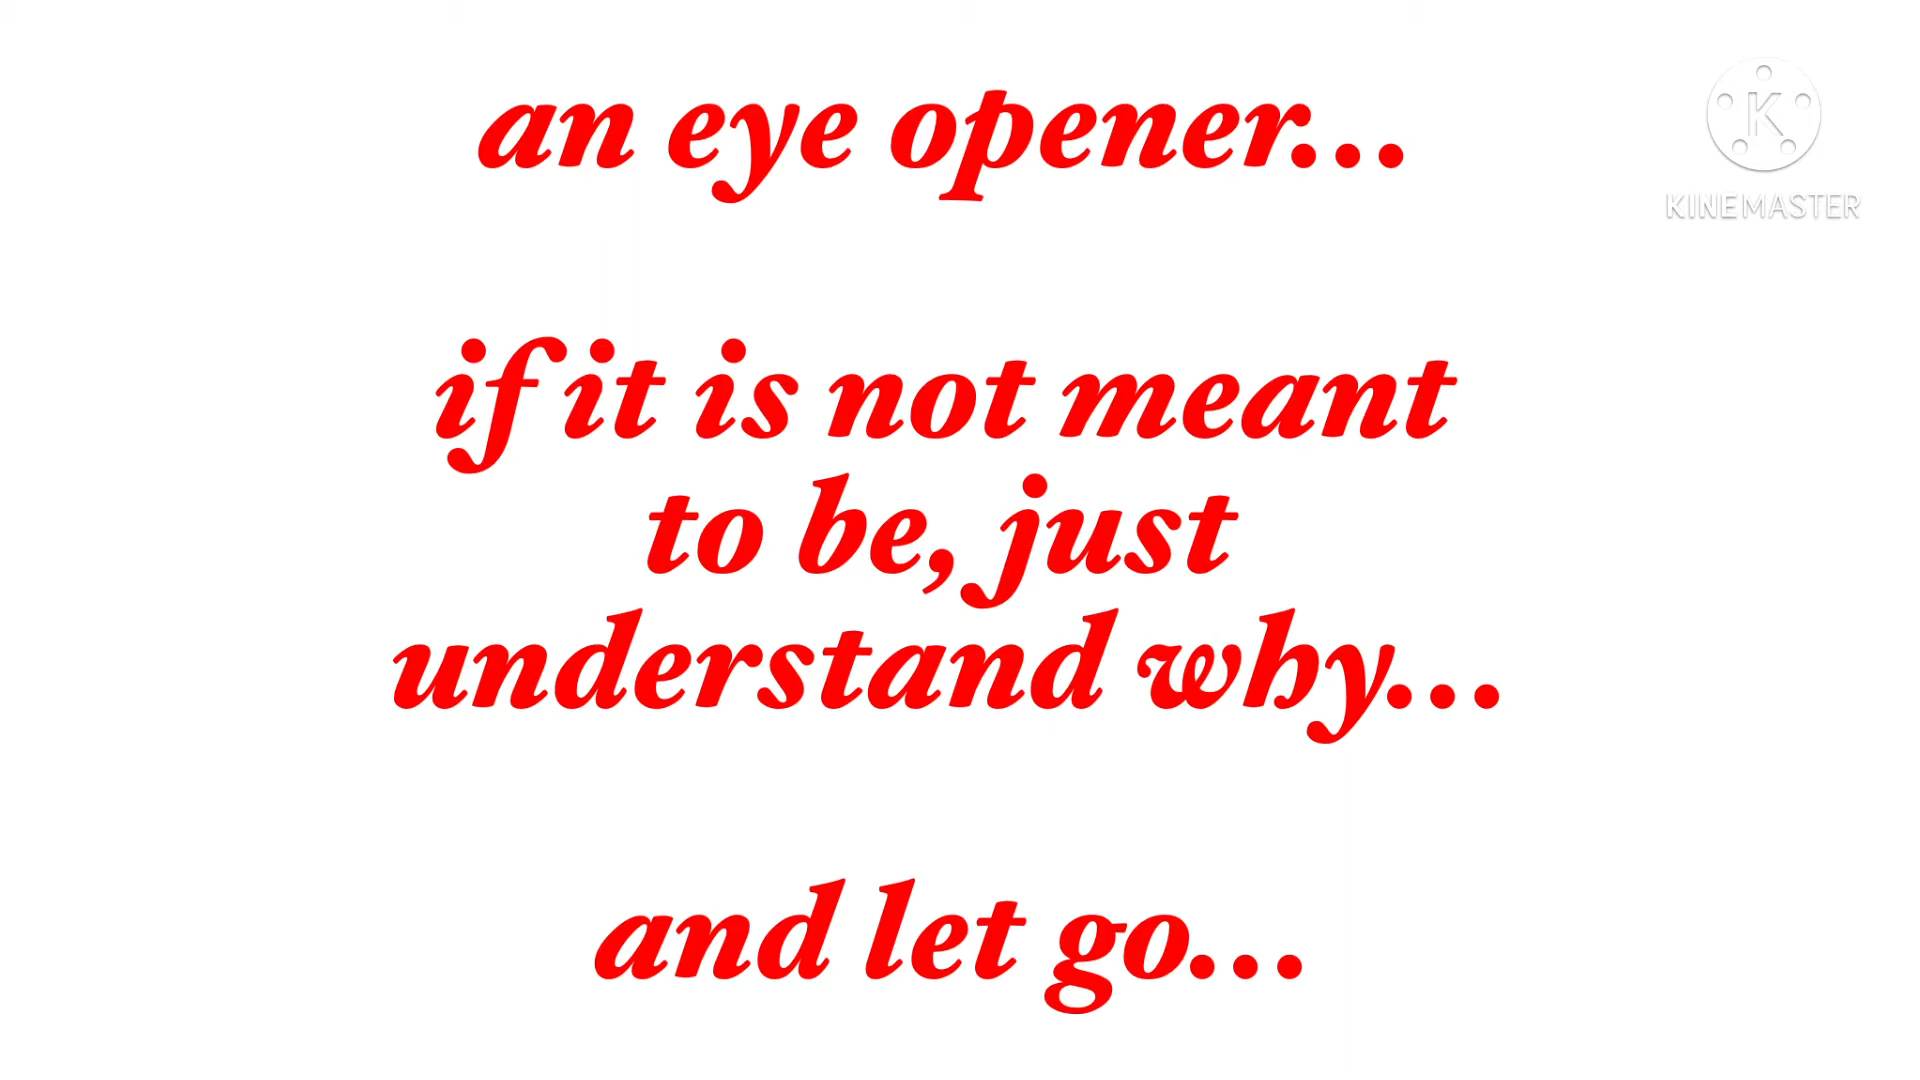 an eye opener...
KINEMASTER
if it is not meant
to be, just
understand why...
and let go...